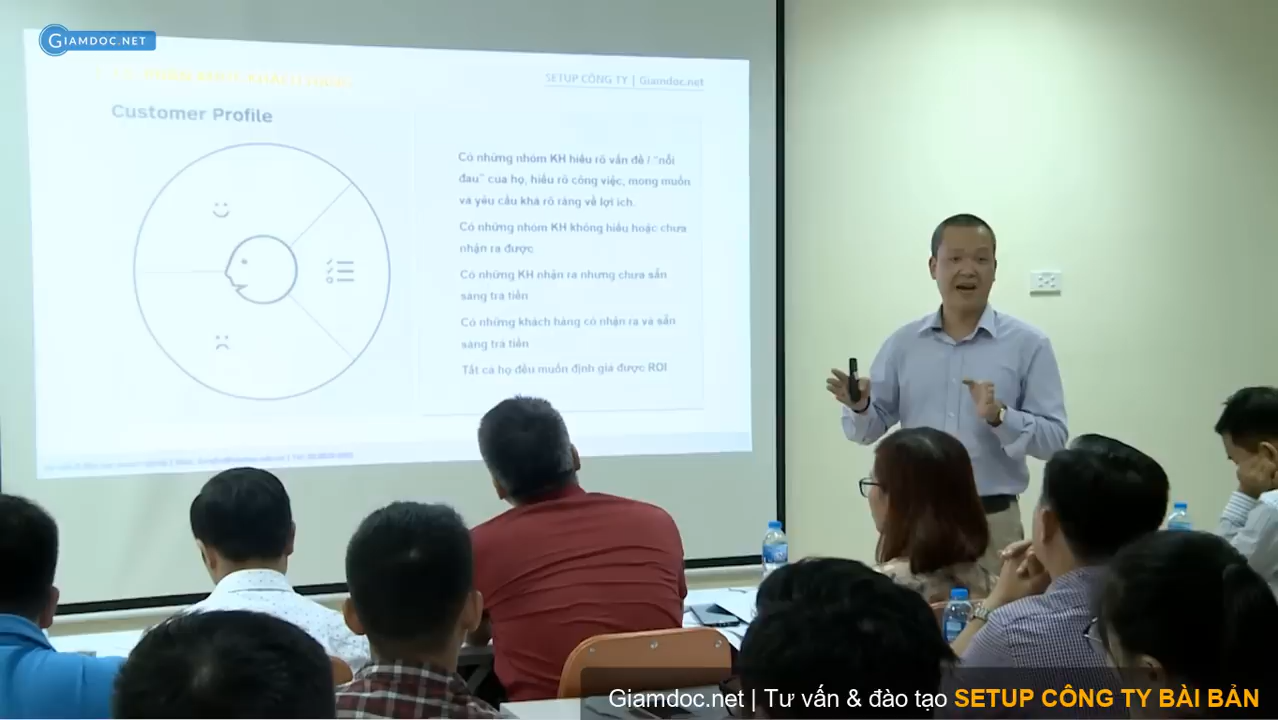 GIAMDOC.NET
SETUP CÔNG TY | Giamdoc.net
Customer Profile
Có những nhóm KH hiểu rõ vấn đề / "nỗi
đau" của họ, hiểu rõ công việc, mong muốn
và yêu cầu khá rõ ràng về lợi ích.
Có những nhóm KH không hiểu hoặc chưa
nhận ra được
Có những KH nhận ra nhưng chưa sẵn
sàng trả tiền
Có những khách hàng có nhận ra và sẵn
sàng trả tiền
Tất cả họ đều muốn định giá được ROI
Giamdoc.net | Tư vấn & đào tạo SETUP CÔNG TY BÀI BẢN